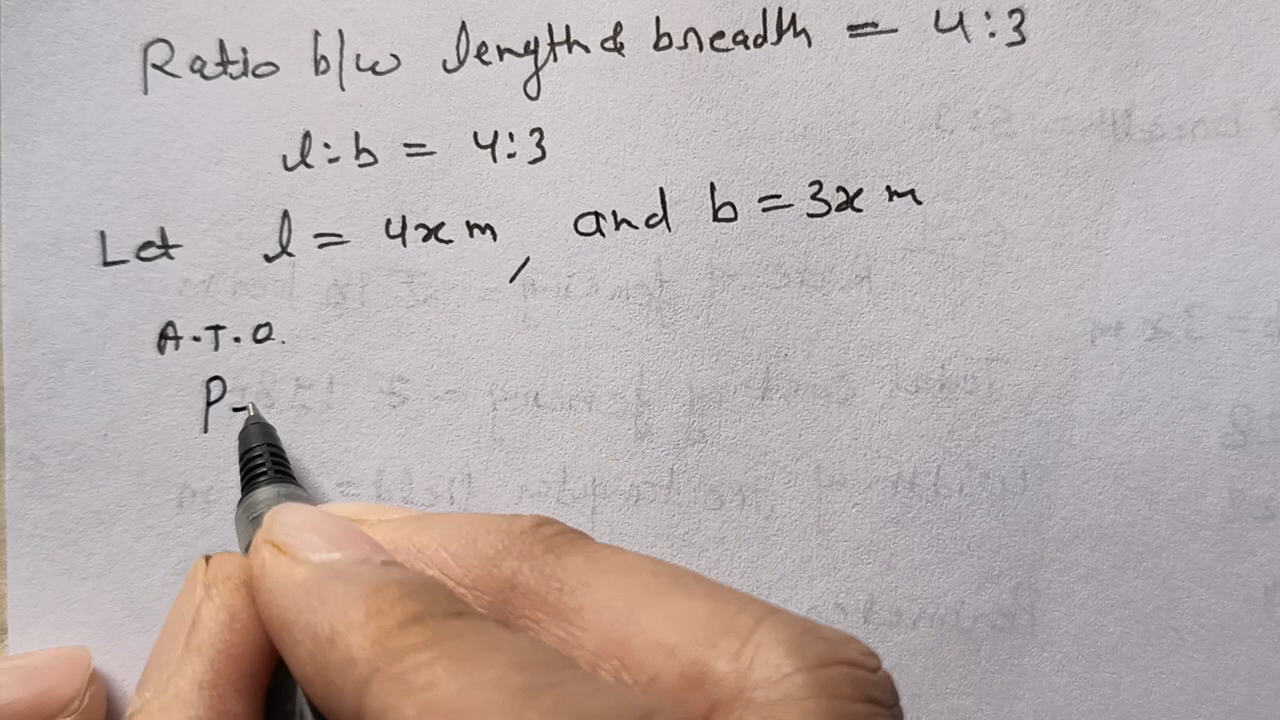 Ratio b/w length & breadth = 4:3
l:b = 4:3
Let l = 4x m, and b = 3x m
A.T.Q.
P-